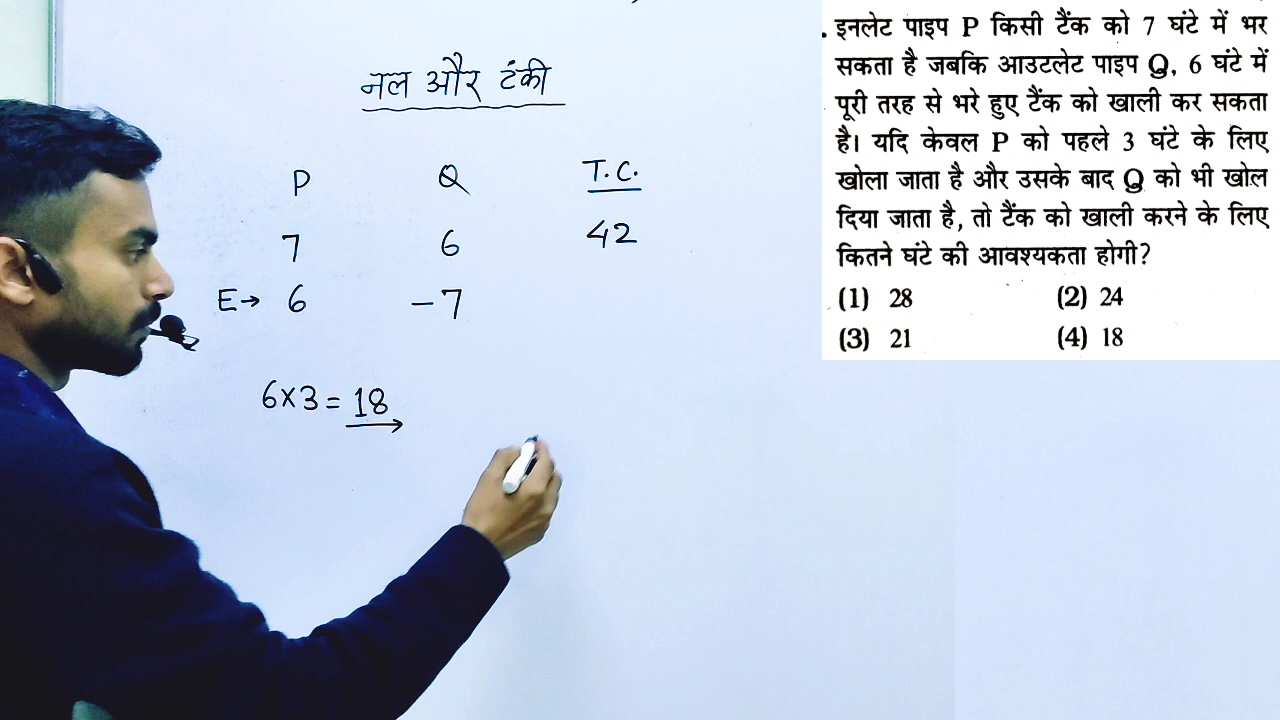 नल और टंकी
P Q T.C.
7 6 42
E→ 6 -7
6×3 = 18
इनलेट पाइप P किसी टैंक को 7 घंटे में भर
सकता है जबकि आउटलेट पाइप Q, 6 घंटे में
पूरी तरह से भरे हुए टैंक को खाली कर सकता
है। यदि केवल P को पहले 3 घंटे के लिए
खोला जाता है और उसके बाद Q को भी खोल
दिया जाता है, तो टैंक को खाली करने के लिए
कितने घंटे की आवश्यकता होगी?
(1) 28 (2) 24
(3) 21 (4) 18